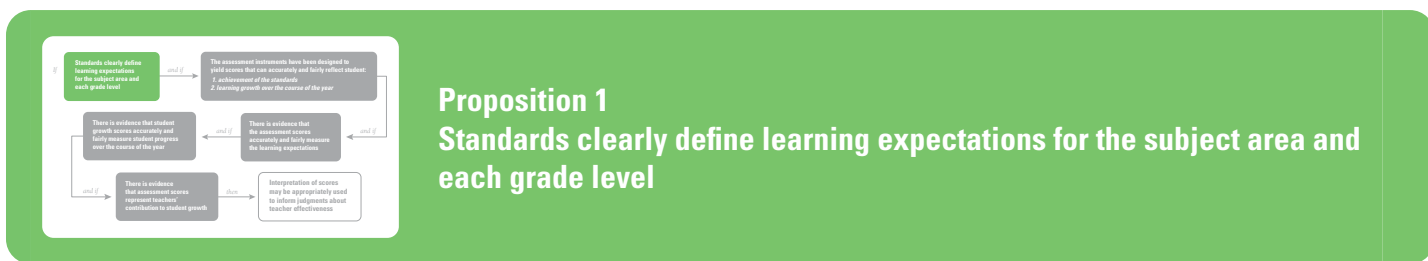 If
Standards clearly define
learning expectations
for the subject area and
each grade level
and if
The assessment instruments have been designed to
yield scores that can accurately and fairly reflect student:
1. achievement of the standards
2. learning growth over the course of the year
and if
There is evidence that
the assessment scores
accurately and fairly measure
the learning expectations
and if
There is evidence that student
growth scores accurately and
fairly measure student progress
over the course of the year
and if
There is evidence
that assessment scores
represent teachers'
contribution to student growth
then
Interpretation of scores
may be appropriately used
to inform judgments about
teacher effectiveness
Proposition 1
Standards clearly define learning expectations for the subject area and
each grade level